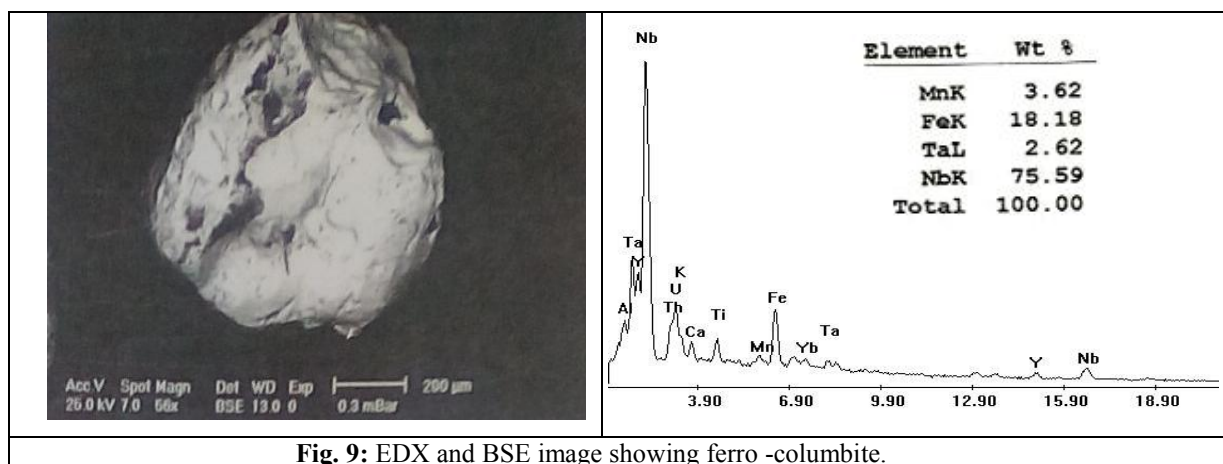 Acc.V Spot Magn Det WD Exp 200 µm
25.0 kV 7.0 56x BSE 13.0 0 0.3 mBar
Nb
Ta
Y
K
U
Th
A
Ca
Ti
Mn
Fe
Yb
Ta
Y
Nb
Element Wt %
MnK 3.62
FeK 18.18
TaL 2.62
NbK 75.59
Total 100.00
3.90 6.90 9.90 12.90 15.90 18.90
Fig. 9: EDX and BSE image showing ferro -columbite.